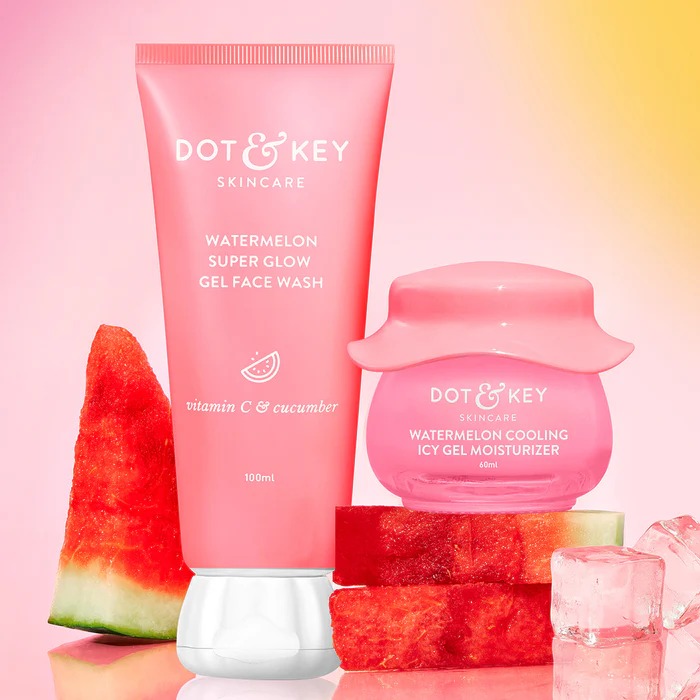 DOT & KEY
SKINCARE
WATERMELON
SUPER GLOW
GEL FACE WASH
vitamin C & cucumber
100ml
DOT & KEY
SKINCARE
WATERMELON COOLING
ICY GEL MOISTURIZER
60ml